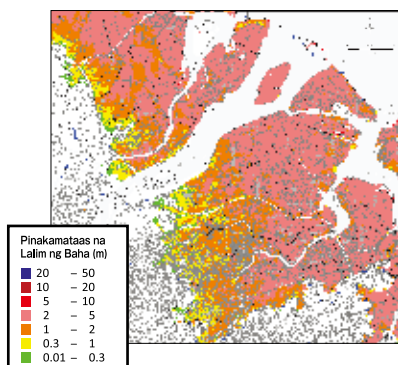 Pinakamataas na
Lalim ng Baha (m)
20 – 50
10 – 20
5 – 10
2 – 5
1 – 2
0.3 – 1
0.01 – 0.3